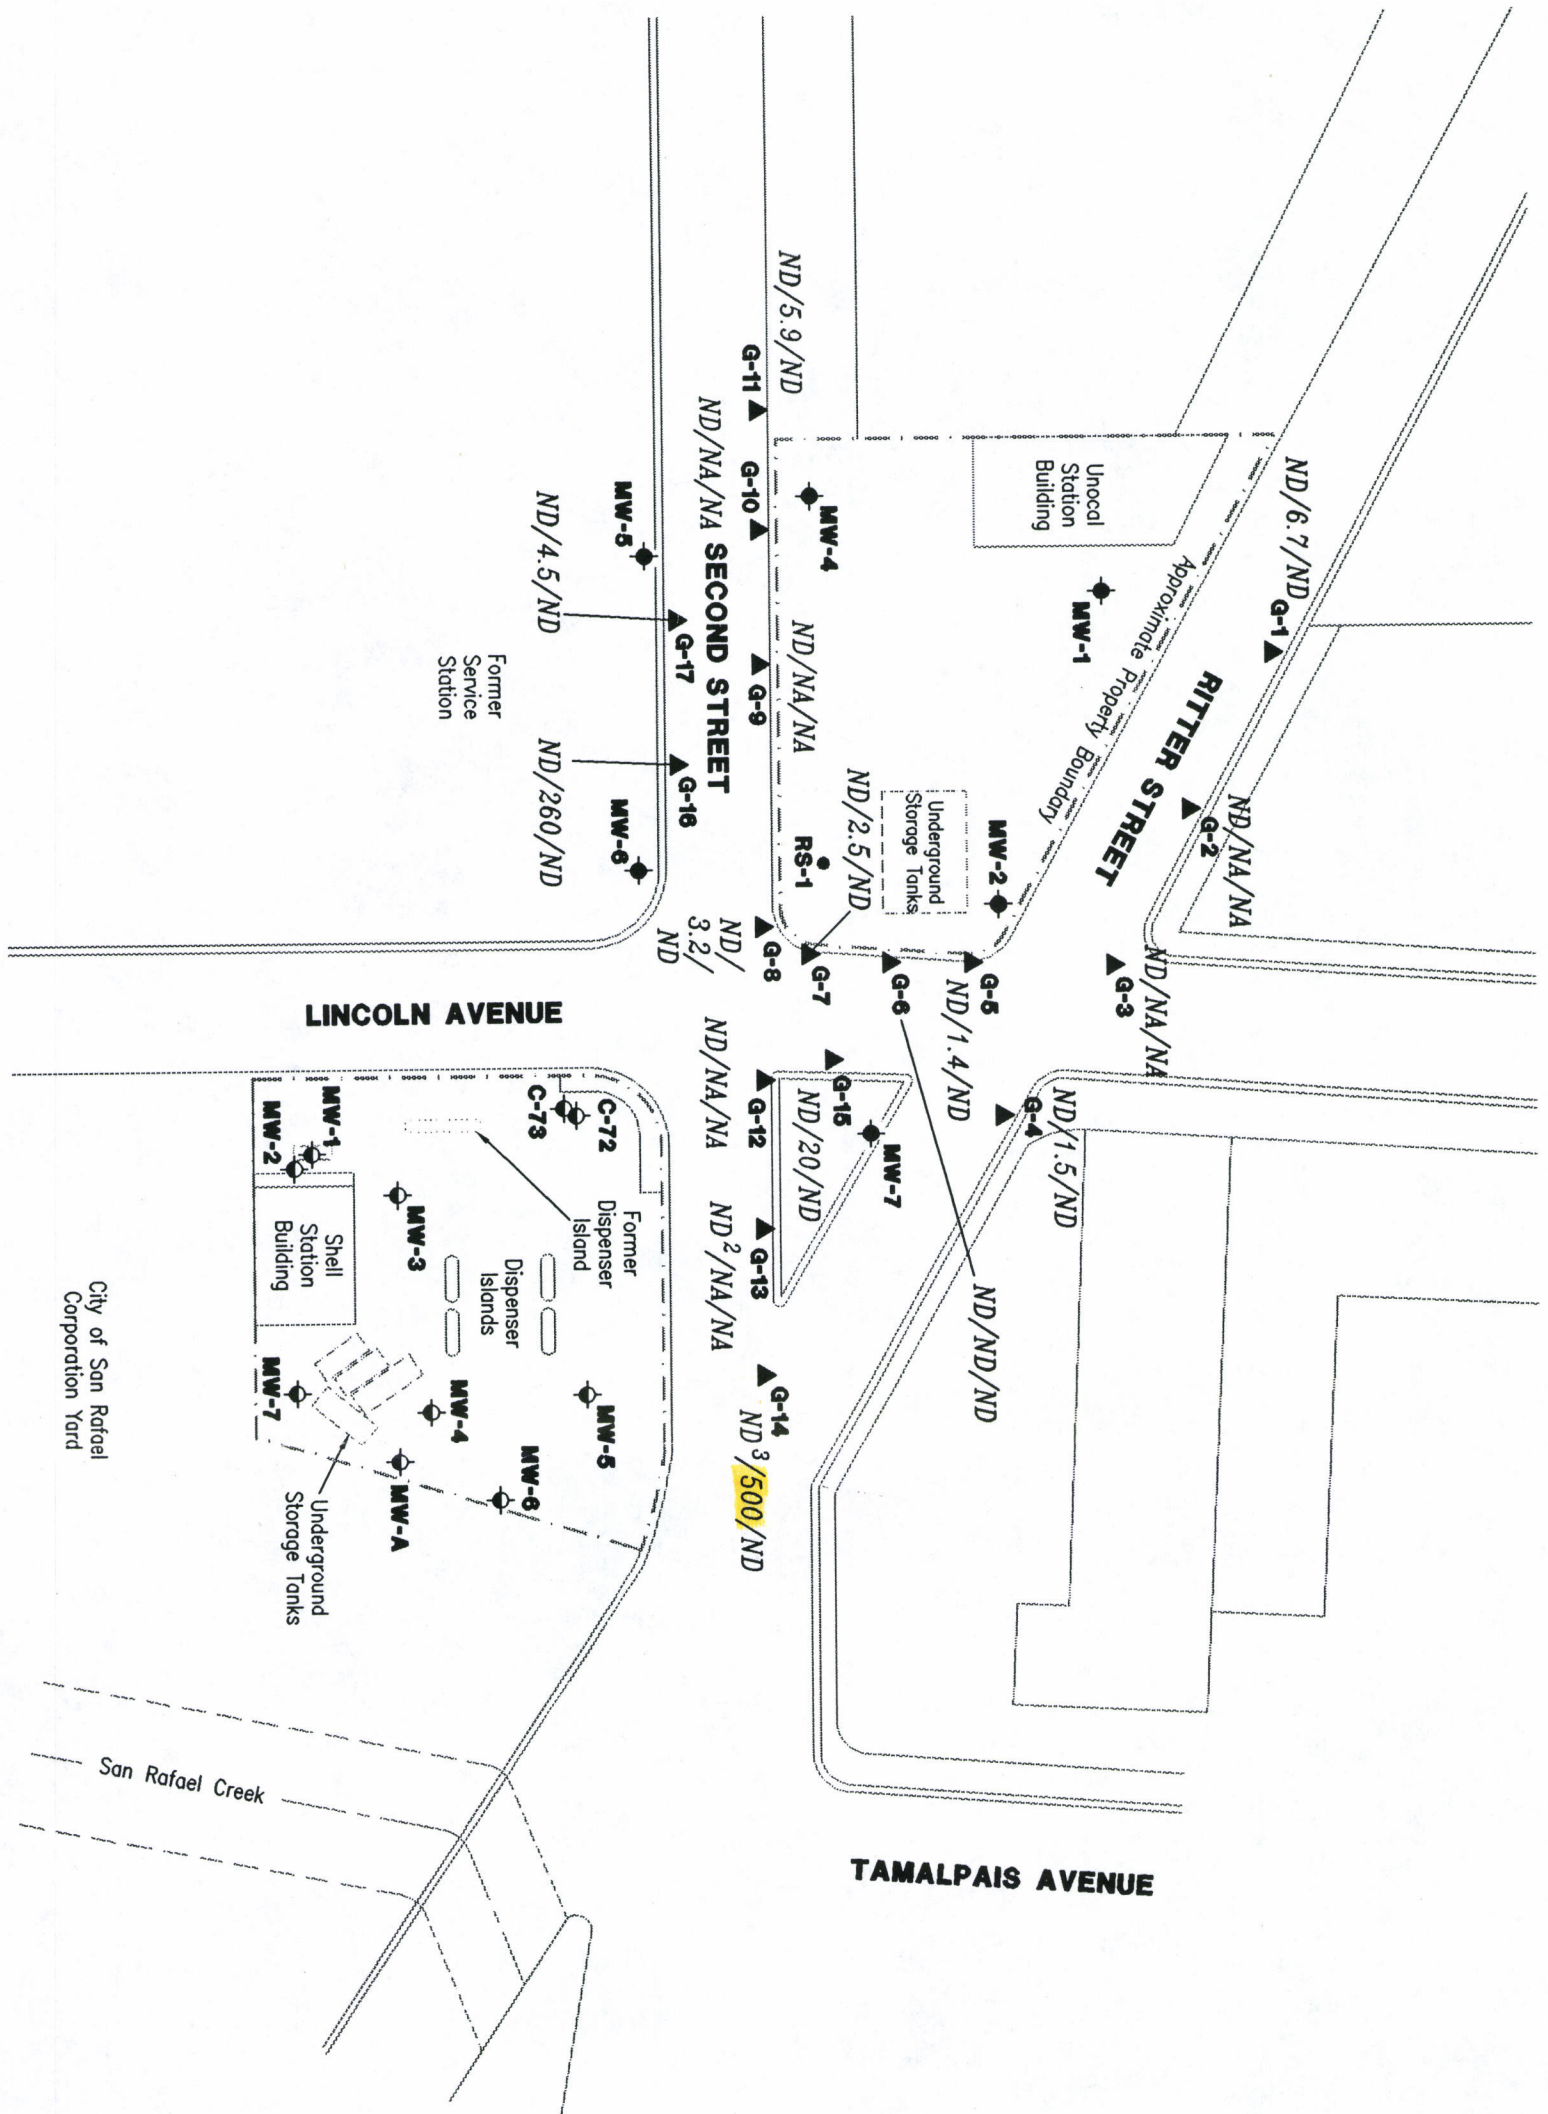 ND/5.9/ND
G-11
ND/NA/NA
G-10
MW-4
Unocal
Station
Building
MW-1
Approximate Property Boundary
ND/6.7/ND
G-1
RITTER STREET
G-2
ND/NA/NA
G-3
ND/NA/NA
MW-5
ND/4.5/ND
G-17
SECOND STREET
G-9
ND/NA/NA
Former
Service
Station
G-16
ND/260/ND
MW-6
RS-1
ND/2.5/ND
Underground
Storage Tanks
MW-2
G-8
ND/
3.2/
ND
G-7
G-6
ND/ND/ND
G-5
ND/1.4/ND
G-4
ND/1.5/ND
LINCOLN AVENUE
G-12
ND/NA/NA
G-15
ND/20/ND
MW-7
G-13
ND²/NA/NA
G-14
ND³/500/ND
C-73
C-72
MW-1
MW-2
MW-3
Former
Dispenser
Island
Dispenser
Islands
Shell
Station
Building
MW-7
MW-4
MW-5
MW-6
MW-A
Underground
Storage Tanks
City of San Rafael
Corporation Yard
San Rafael Creek
TAMALPAIS AVENUE